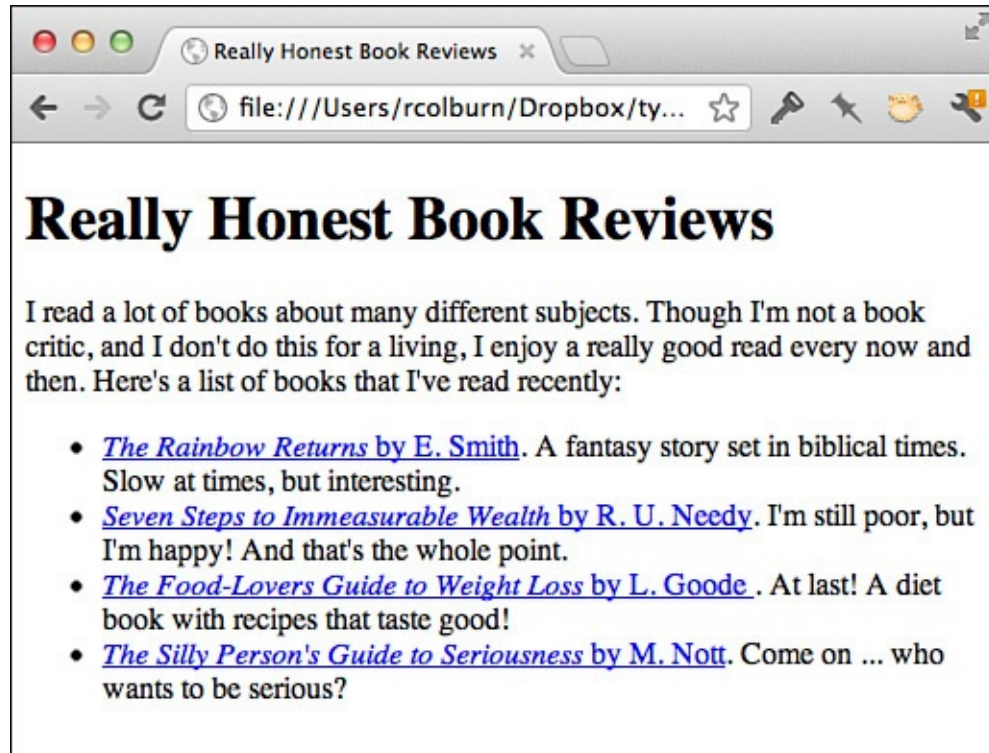 Really Honest Book Reviews
file:///Users/rcolburn/Dropbox/ty...
Really Honest Book Reviews
I read a lot of books about many different subjects. Though I'm not a book
critic, and I don't do this for a living, I enjoy a really good read every now and
then. Here's a list of books that I've read recently:
• The Rainbow Returns by E. Smith. A fantasy story set in biblical times.
Slow at times, but interesting.
• Seven Steps to Immeasurable Wealth by R. U. Needy. I'm still poor, but
I'm happy! And that's the whole point.
• The Food-Lovers Guide to Weight Loss by L. Goode . At last! A diet
book with recipes that taste good!
• The Silly Person's Guide to Seriousness by M. Nott. Come on ... who
wants to be serious?